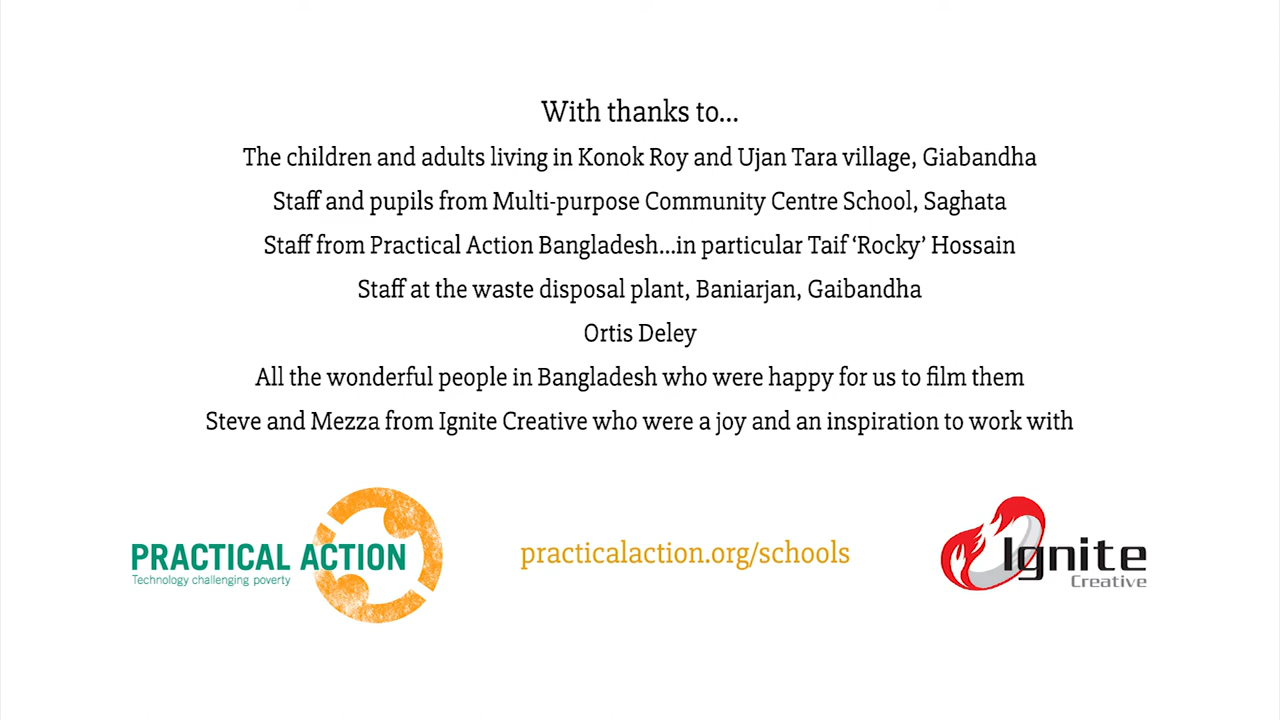 With thanks to...
The children and adults living in Konok Roy and Ujan Tara village, Giabandha
Staff and pupils from Multi-purpose Community Centre School, Saghata
Staff from Practical Action Bangladesh...in particular Taif ‘Rocky’ Hossain
Staff at the waste disposal plant, Baniarjan, Gaibandha
Ortis Deley
All the wonderful people in Bangladesh who were happy for us to film them
Steve and Mezza from Ignite Creative who were a joy and an inspiration to work with
PRACTICAL ACTION
Technology challenging poverty
practicalaction.org/schools
Ignite
Creative